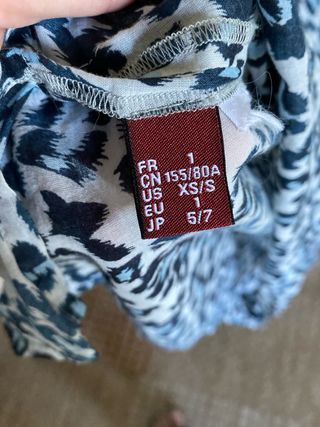 FR 1
CN 155/80A
US XS/S
EU 1
JP 5/7